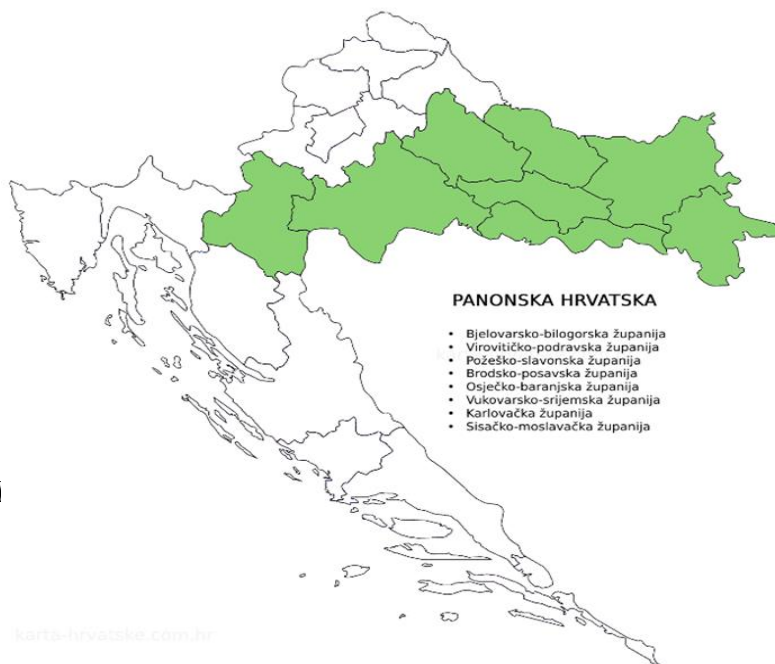 PANONSKA HRVATSKA
• Bjelovarsko-bilogorska županija
• Virovitičko-podravska županija
• Požeško-slavonska županija
• Brodsko-posavska županija
• Osječko-baranjska županija
• Vukovarsko-srijemska županija
• Karlovačka županija
• Sisačko-moslavačka županija
karta-hrvatske.com.hr